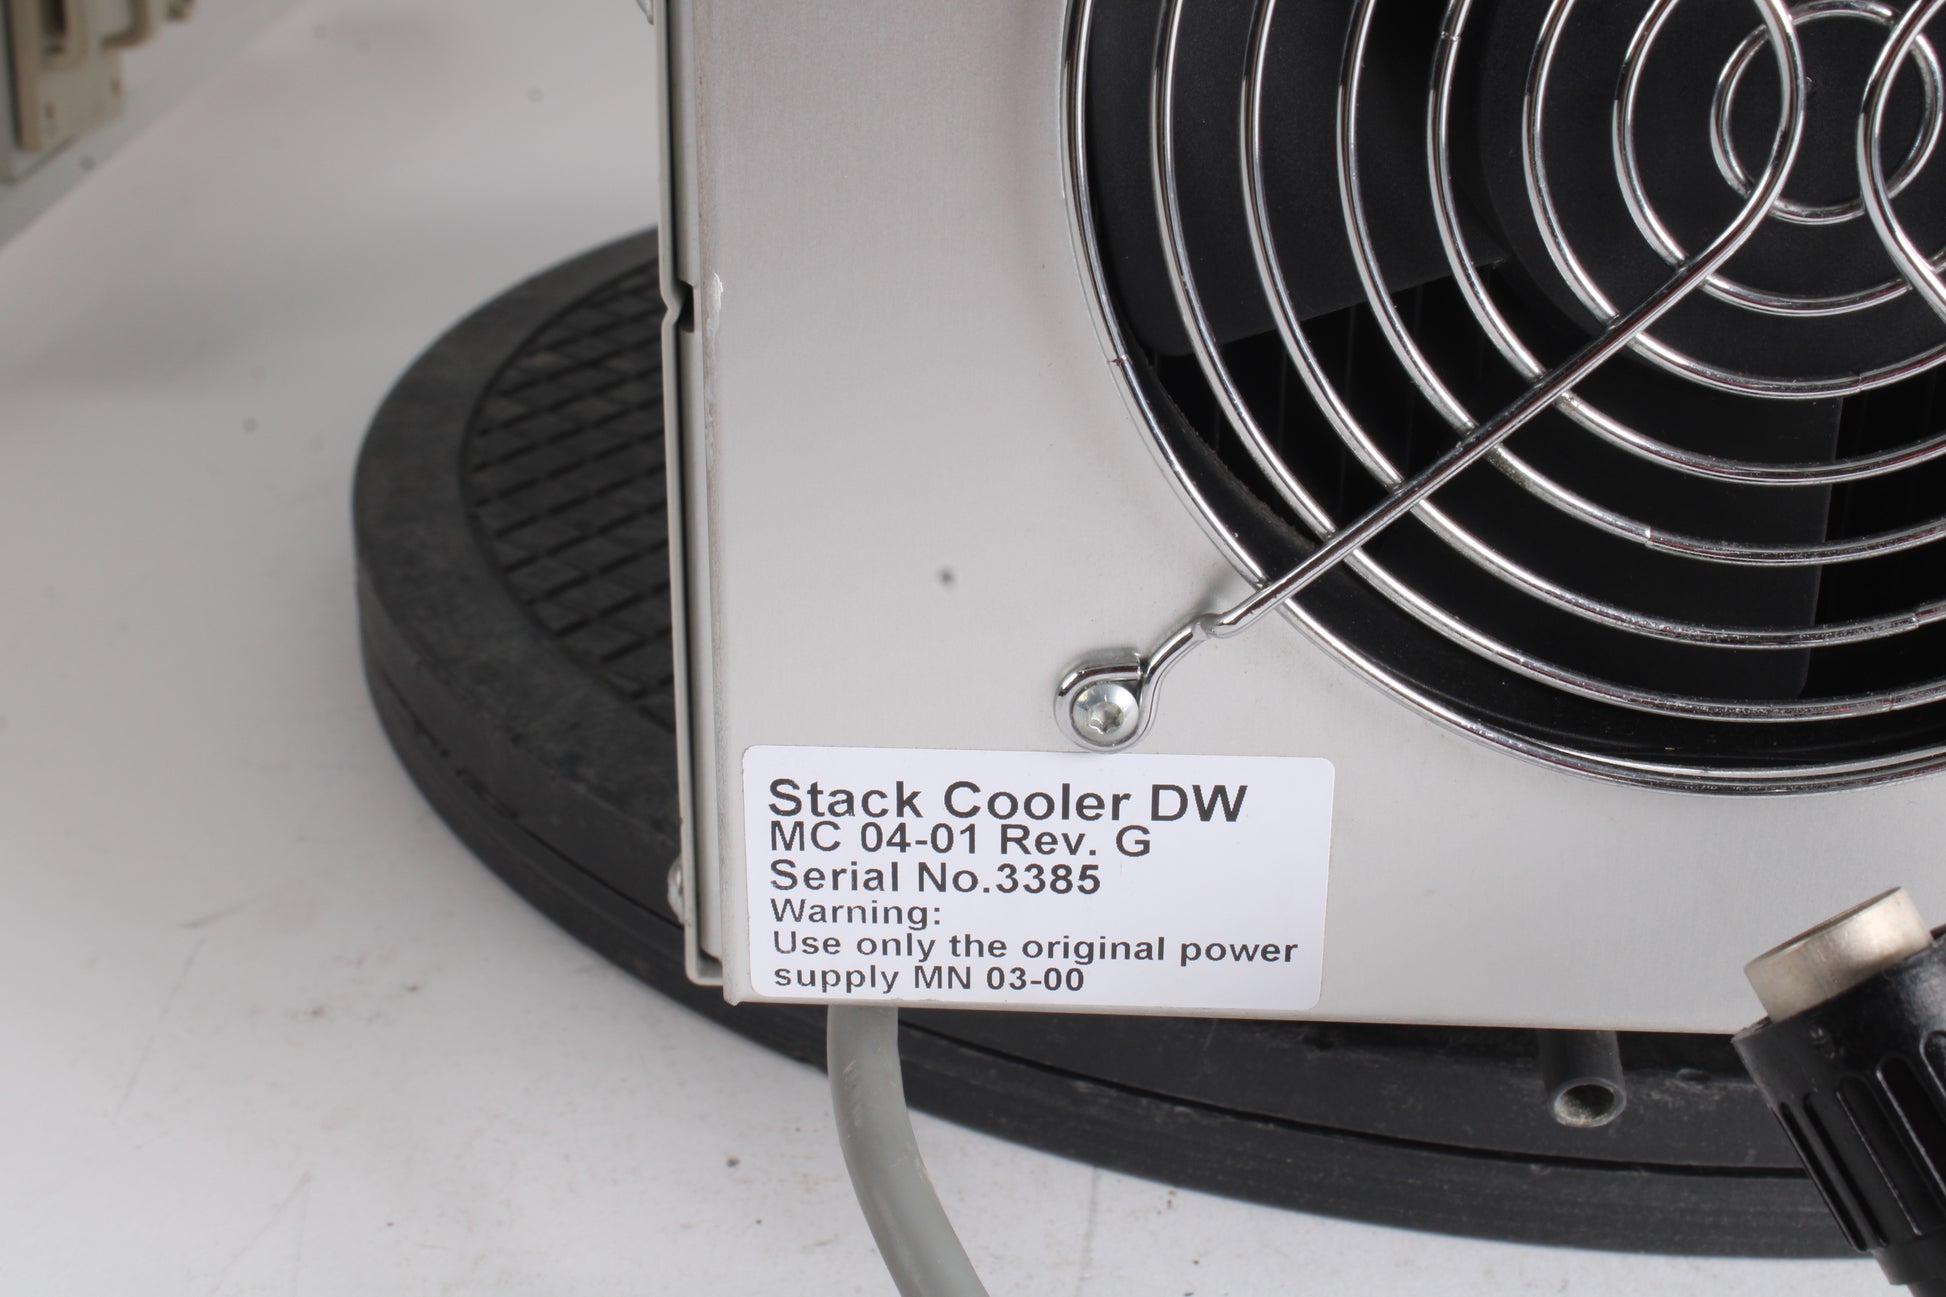 Stack Cooler DW
MC 04-01 Rev. G
Serial No.3385
Warning:
Use only the original power
supply MN 03-00